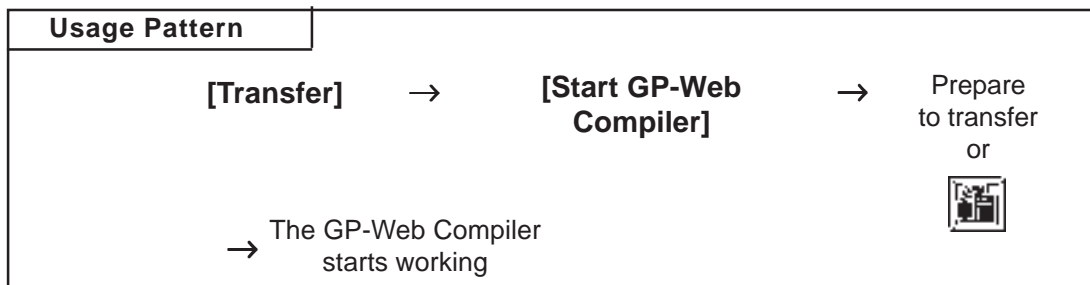 Usage Pattern
[Transfer] → [Start GP-Web Compiler] → Prepare to transfer or
→ The GP-Web Compiler starts working